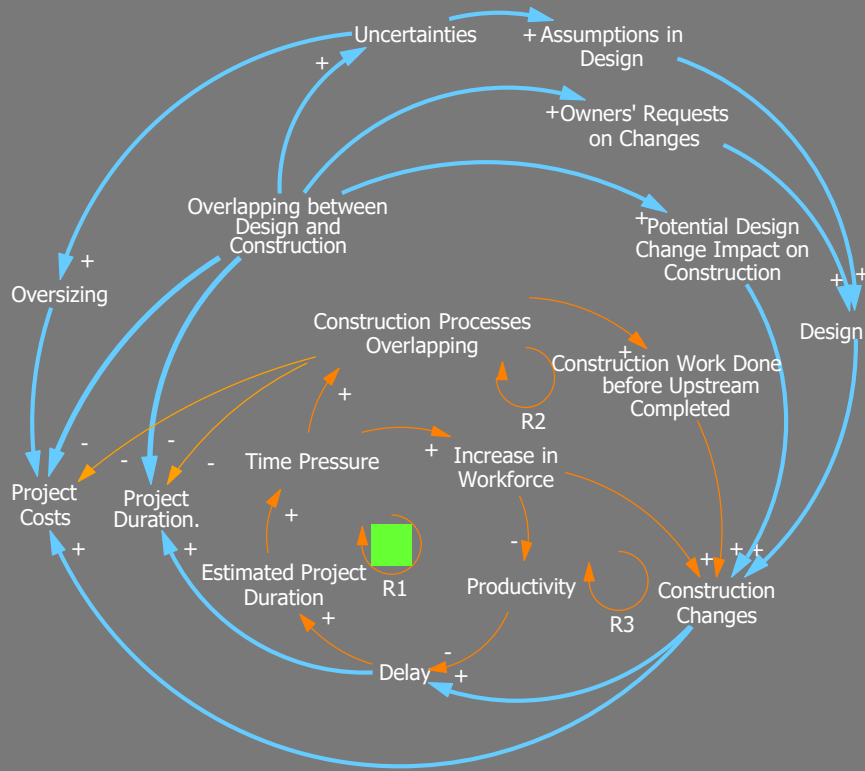 Uncertainties
+
+ Assumptions in
Design
+ Owners' Requests
on Changes
Overlapping between
Design and
Construction
+ Potential Design
Change Impact on
Construction
+
Oversizing
+ +
Design
Construction Processes
Overlapping
+
Construction Work Done
before Upstream
Completed
+
R2
- - - -
Time Pressure
+
Increase in
Workforce
Project
Costs
Project
Duration.
+
+
+
-
+ + +
Estimated Project
Duration
R1
Productivity
R3
Construction
Changes
+
-
Delay
+